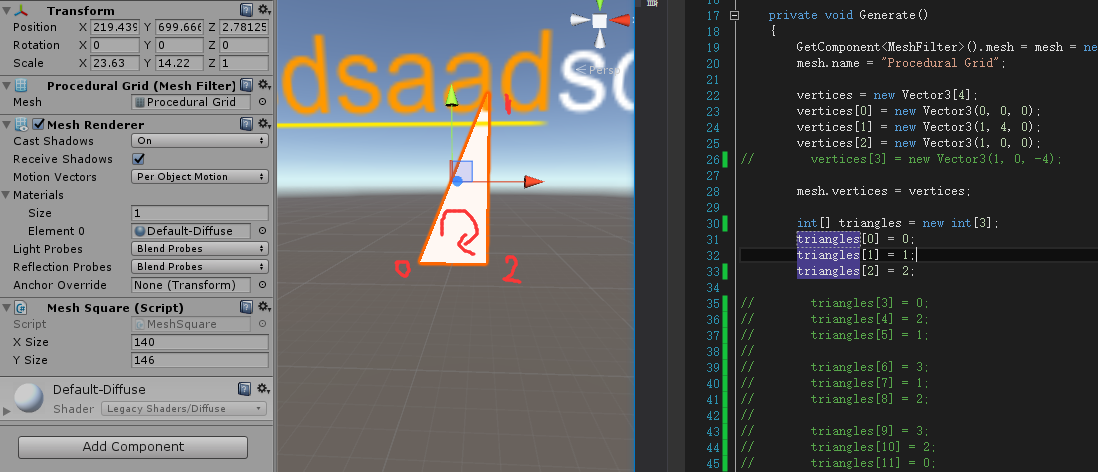 Transform
Position X 219.439 Y 699.666 Z 2.78125
Rotation X 0 Y 0 Z 0
Scale X 23.63 Y 14.22 Z 1
Procedural Grid (Mesh Filter)
Mesh Procedural Grid
Mesh Renderer
Cast Shadows On
Receive Shadows
Motion Vectors Per Object Motion
Materials
Size 1
Element 0 Default-Diffuse
Light Probes Blend Probes
Reflection Probes Blend Probes
Anchor Override None (Transform)
Mesh Square (Script)
Script MeshSquare
X Size 140
Y Size 146
Default-Diffuse
Shader Legacy Shaders/Diffuse
Add Component
dsaadso
Persp
1
0
2
17 private void Generate()
18 {
19 GetComponent<MeshFilter>().mesh = mesh = ne
20 mesh.name = "Procedural Grid";
21
22 vertices = new Vector3[4];
23 vertices[0] = new Vector3(0, 0, 0);
24 vertices[1] = new Vector3(1, 4, 0);
25 vertices[2] = new Vector3(1, 0, 0);
26 // vertices[3] = new Vector3(1, 0, -4);
27
28 mesh.vertices = vertices;
29
30 int[] triangles = new int[3];
31 triangles[0] = 0;
32 triangles[1] = 1;
33 triangles[2] = 2;
35 // triangles[3] = 0;
36 // triangles[4] = 2;
37 // triangles[5] = 1;
38 //
39 // triangles[6] = 3;
40 // triangles[7] = 1;
41 // triangles[8] = 2;
42 //
43 // triangles[9] = 3;
44 // triangles[10] = 2;
45 // triangles[11] = 0;